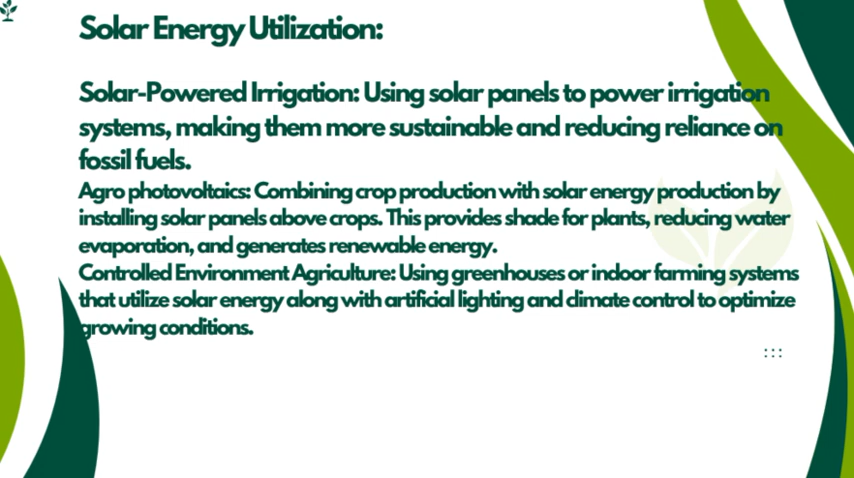 Solar Energy Utilization:
Solar-Powered Irrigation: Using solar panels to power irrigation
systems, making them more sustainable and reducing reliance on
fossil fuels.
Agro photovoltaics: Combining crop production with solar energy production by
installing solar panels above crops. This provides shade for plants, reducing water
evaporation, and generates renewable energy.
Controlled Environment Agriculture: Using greenhouses or indoor farming systems
that utilize solar energy along with artificial lighting and climate control to optimize
growing conditions.